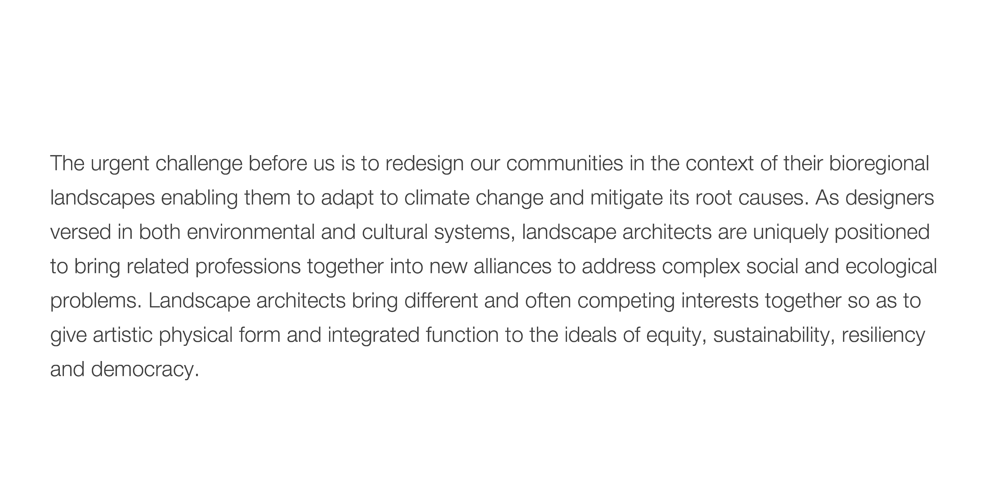 The urgent challenge before us is to redesign our communities in the context of their bioregional
landscapes enabling them to adapt to climate change and mitigate its root causes. As designers
versed in both environmental and cultural systems, landscape architects are uniquely positioned
to bring related professions together into new alliances to address complex social and ecological
problems. Landscape architects bring different and often competing interests together so as to
give artistic physical form and integrated function to the ideals of equity, sustainability, resiliency
and democracy.